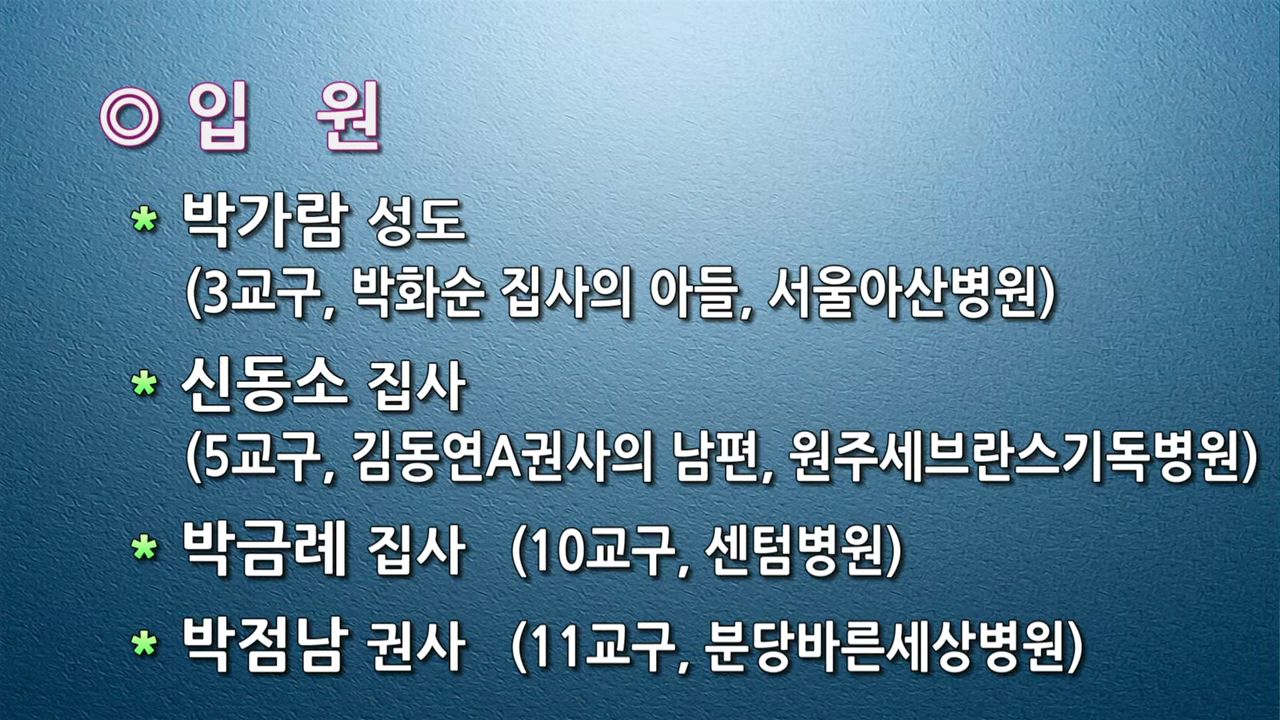 ◎ 입 원
* 박가람 성도
(3교구, 박화순 집사의 아들, 서울아산병원)
* 신동소 집사
(5교구, 김동연A권사의 남편, 원주세브란스기독병원)
* 박금례 집사 (10교구, 센텀병원)
* 박점남 권사 (11교구, 분당바른세상병원)